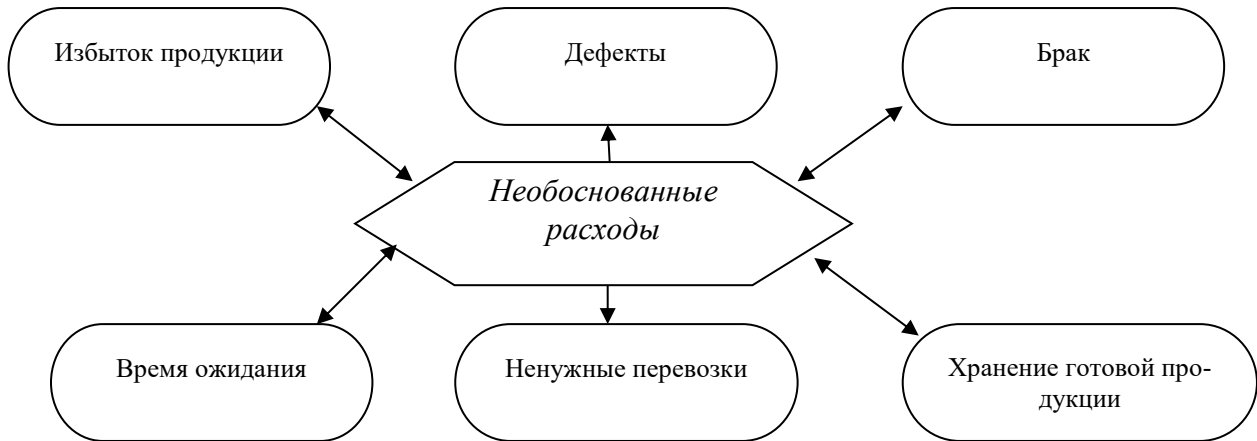 Избыток продукции
Дефекты
Брак
Необоснованные
расходы
Время ожидания
Ненужные перевозки
Хранение готовой про-
дукции